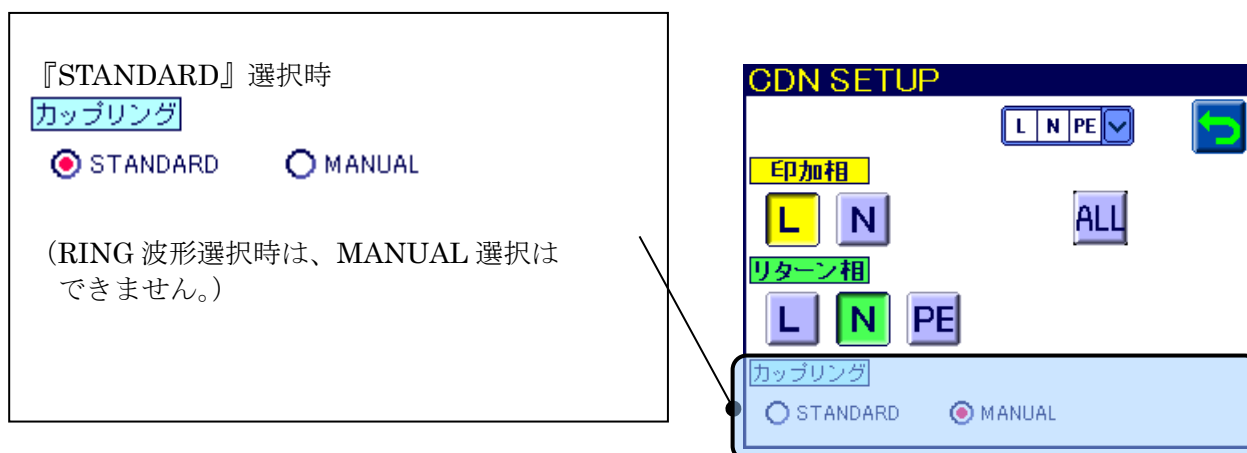 『STANDARD』選択時
カップリング
STANDARD MANUAL
(RING 波形選択時は、MANUAL 選択は
できません。)
CDN SETUP
L N PE
印加相
L N ALL
リターン相
L N PE
カップリング
STANDARD MANUAL